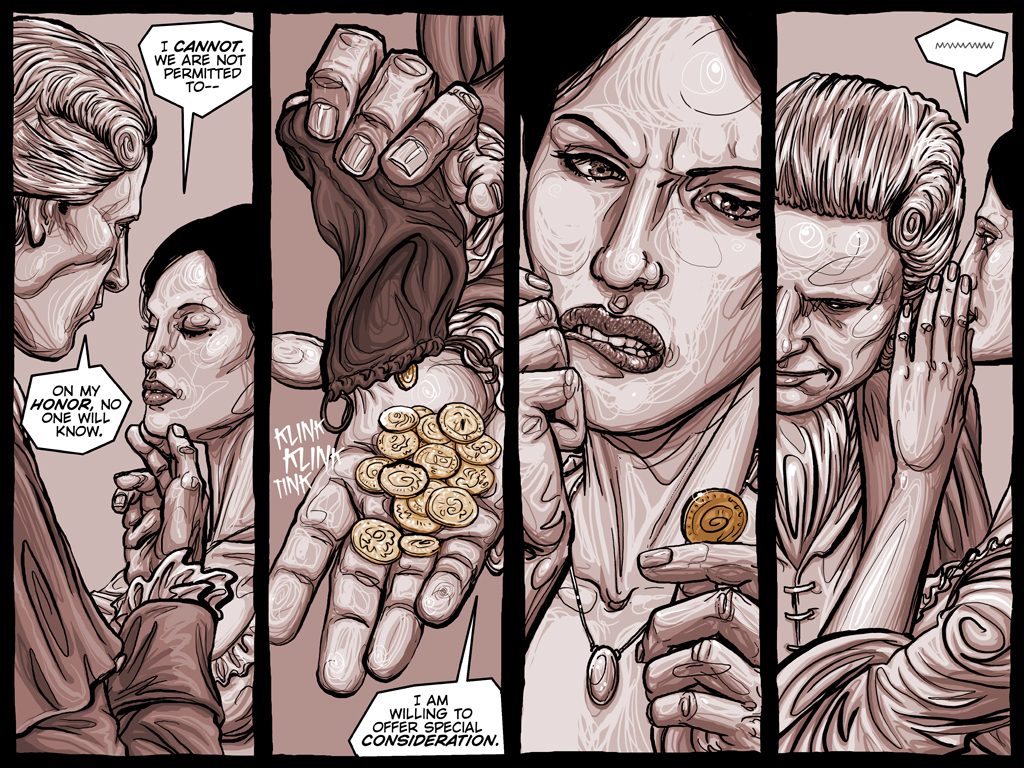 I CANNOT.
WE ARE NOT
PERMITTED
TO--
ON MY
HONOR, NO
ONE WILL
KNOW.
KLINK
KLINK
TINK
I AM
WILLING TO
OFFER SPECIAL
CONSIDERATION.